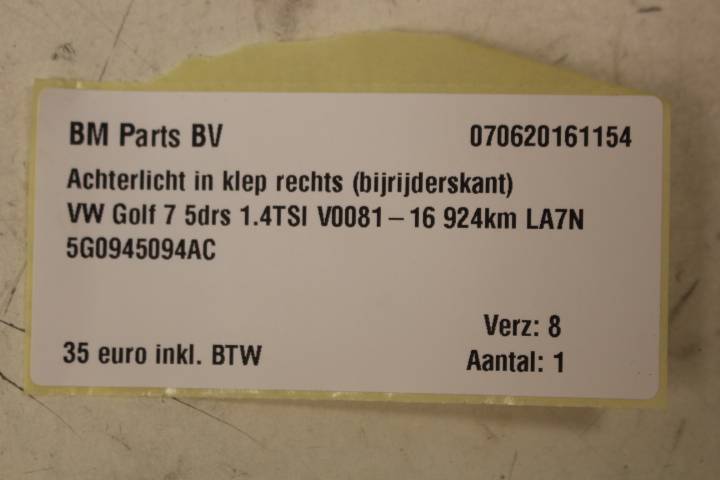 BM Parts BV 070620161154
Achterlicht in klep rechts (bijrijderskant)
VW Golf 7 5drs 1.4TSI V0081-16 924km LA7N
5G0945094AC
Verz: 8
35 euro inkl. BTW Aantal: 1